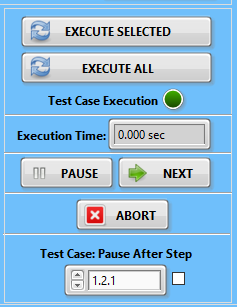 EXECUTE SELECTED
EXECUTE ALL
Test Case Execution
Execution Time: 0.000 sec
PAUSE NEXT
ABORT
Test Case: Pause After Step
1.2.1